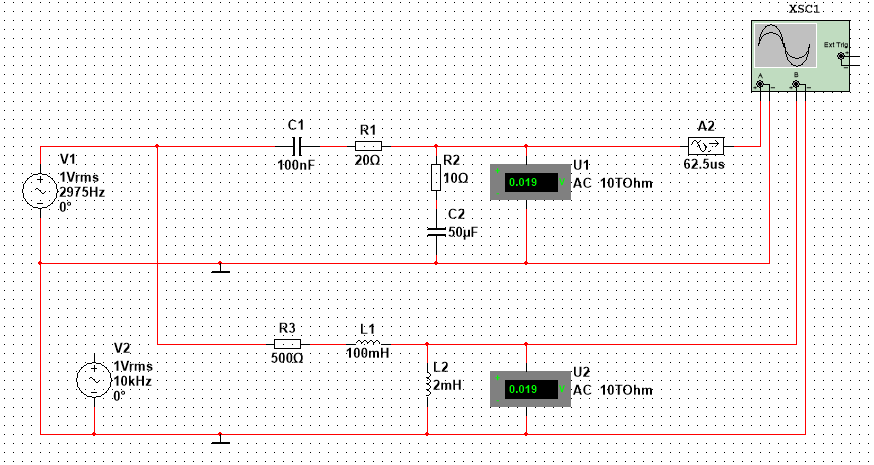 XSC1
Ext Trig
+
−
A
B
+ − + −
C1
100nF
R1
20Ω
A2
62.5us
V1
1Vrms
2975Hz
0°
R2
10Ω
C2
50µF
U1
0.019 V
AC 10TOhm
R3
500Ω
L1
100mH
V2
1Vrms
10kHz
0°
L2
2mH
U2
0.019 V
AC 10TOhm